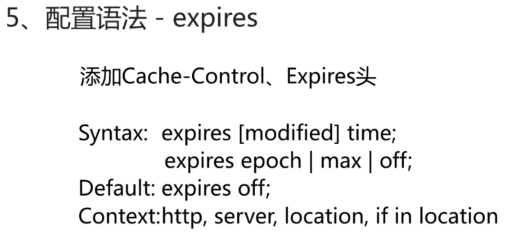 5、配置语法 - expires
添加Cache-Control、Expires头
Syntax: expires [modified] time;
expires epoch | max | off;
Default: expires off;
Context:http, server, location, if in location